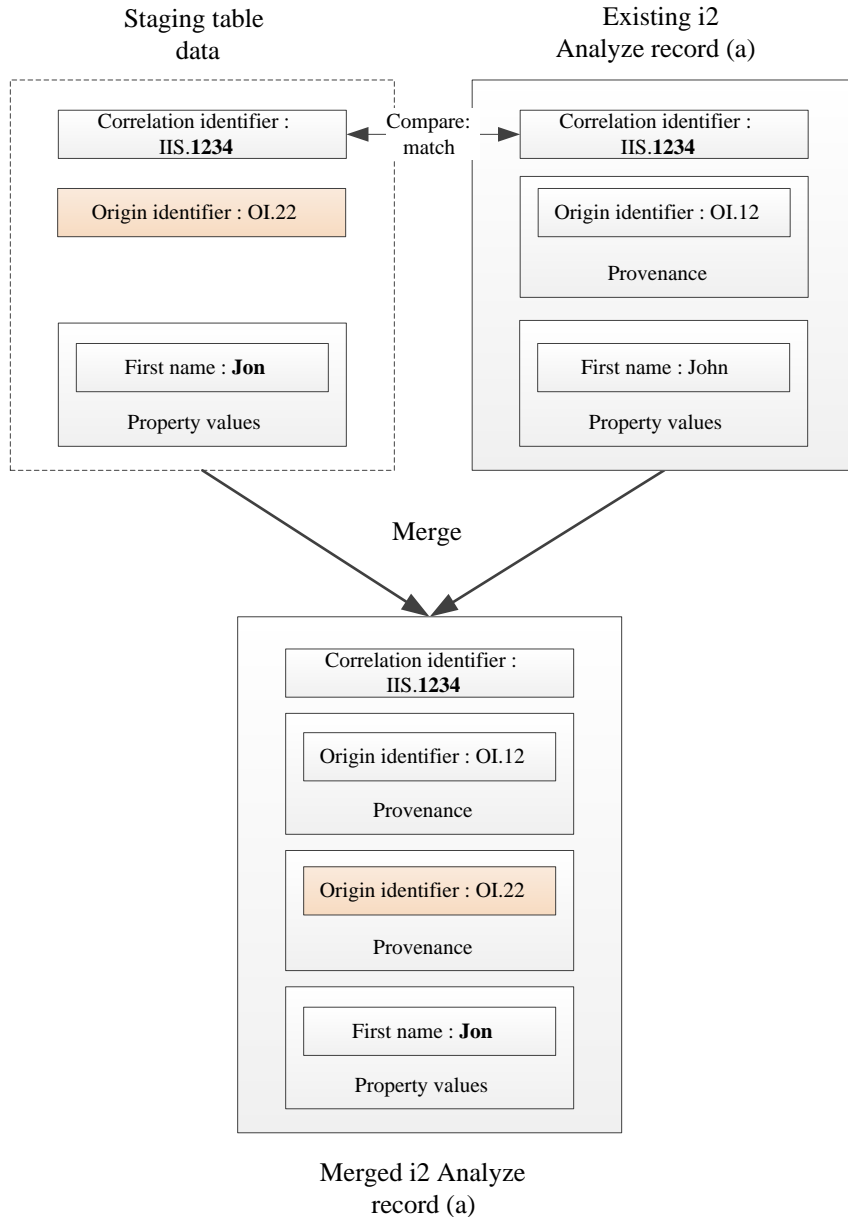 Staging table
data
Existing i2
Analyze record (a)
Correlation identifier :
IIS.1234
Compare:
match
Correlation identifier :
IIS.1234
Origin identifier : OI.22
Origin identifier : OI.12
Provenance
First name : Jon
Property values
First name : John
Property values
Merge
Correlation identifier :
IIS.1234
Origin identifier : OI.12
Provenance
Origin identifier : OI.22
Provenance
First name : Jon
Property values
Merged i2 Analyze
record (a)